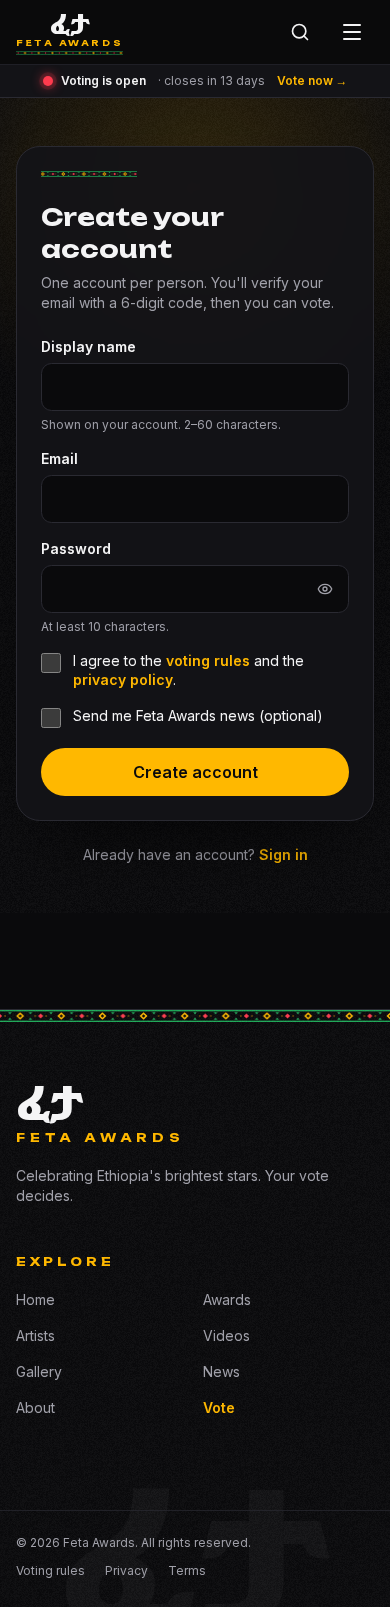 ፈታ
FETA AWARDS
Voting is open · closes in 13 days Vote now →
Create your
account
One account per person. You'll verify your
email with a 6-digit code, then you can vote.
Display name
Shown on your account. 2–60 characters.
Email
Password
At least 10 characters.
I agree to the voting rules and the
privacy policy.
Send me Feta Awards news (optional)
Create account
Already have an account? Sign in
ፈታ
FETA AWARDS
Celebrating Ethiopia's brightest stars. Your vote
decides.
EXPLORE
Home Awards
Artists Videos
Gallery News
About Vote
ፈታ
© 2026 Feta Awards. All rights reserved.
Voting rules Privacy Terms